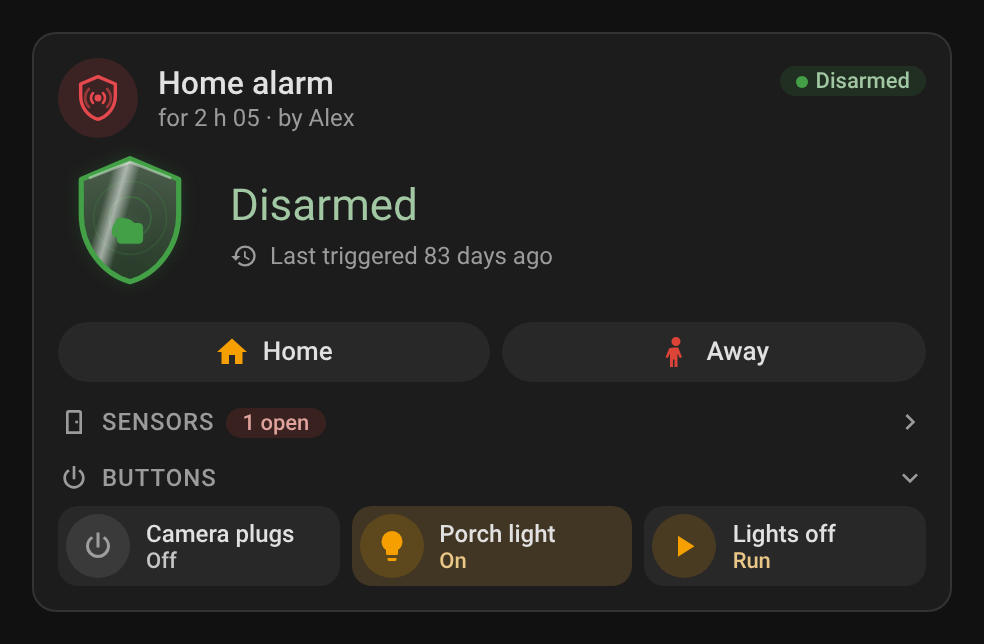 Home alarm
for 2 h 05 · by Alex
Disarmed
Disarmed
Last triggered 83 days ago
Home
Away
SENSORS
1 open
BUTTONS
Camera plugs
Off
Porch light
On
Lights off
Run